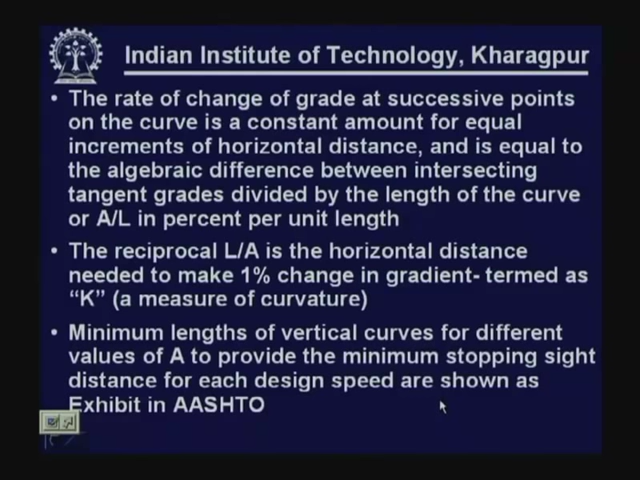 Indian Institute of Technology, Kharagpur
• The rate of change of grade at successive points
on the curve is a constant amount for equal
increments of horizontal distance, and is equal to
the algebraic difference between intersecting
tangent grades divided by the length of the curve
or A/L in percent per unit length
• The reciprocal L/A is the horizontal distance
needed to make 1% change in gradient- termed as
“K” (a measure of curvature)
• Minimum lengths of vertical curves for different
values of A to provide the minimum stopping sight
distance for each design speed are shown as
Exhibit in AASHTO